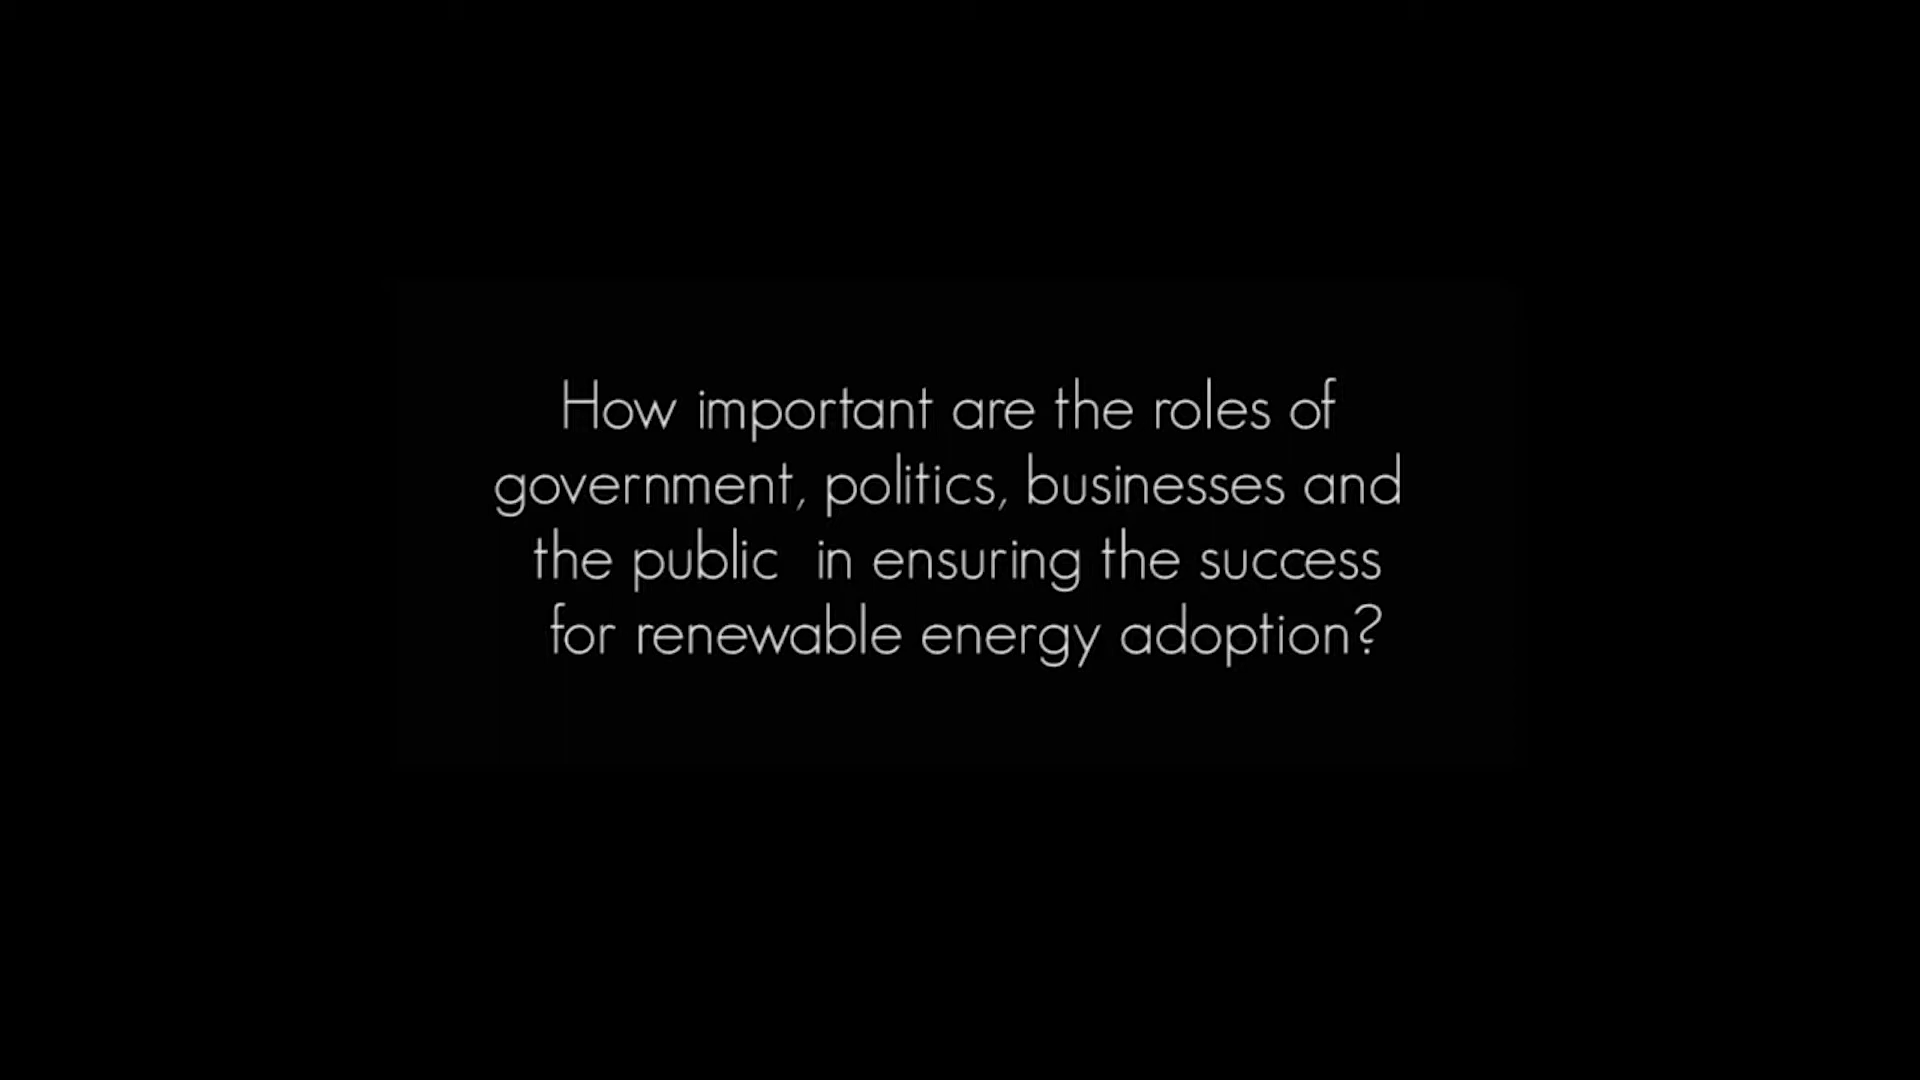 How important are the roles of
government, politics, businesses and
the public  in ensuring the success
for renewable energy adoption?